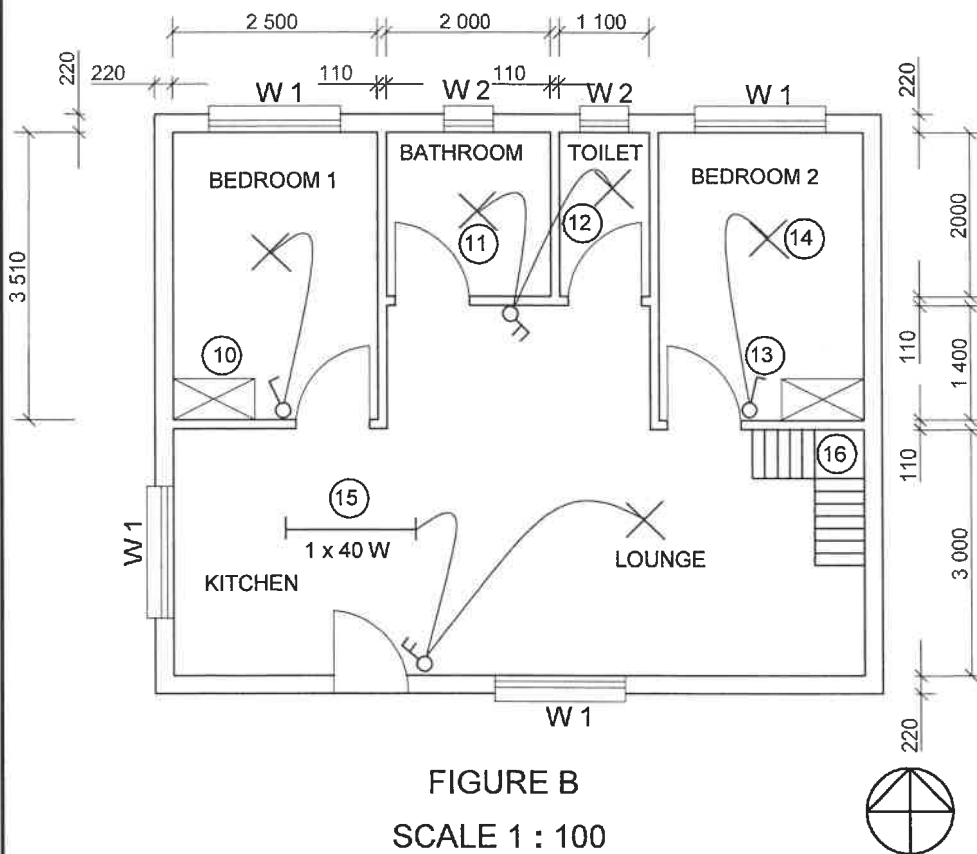 2 500
2 000
1 100
220
220
110
110
220
W 1
W 2
W 2
W 1
BEDROOM 1
BATHROOM
TOILET
BEDROOM 2
3 510
2000
11
12
14
10
13
110
1 400
16
110
15
1 x 40 W
W 1
KITCHEN
LOUNGE
3 000
W 1
220
FIGURE B
SCALE 1 : 100